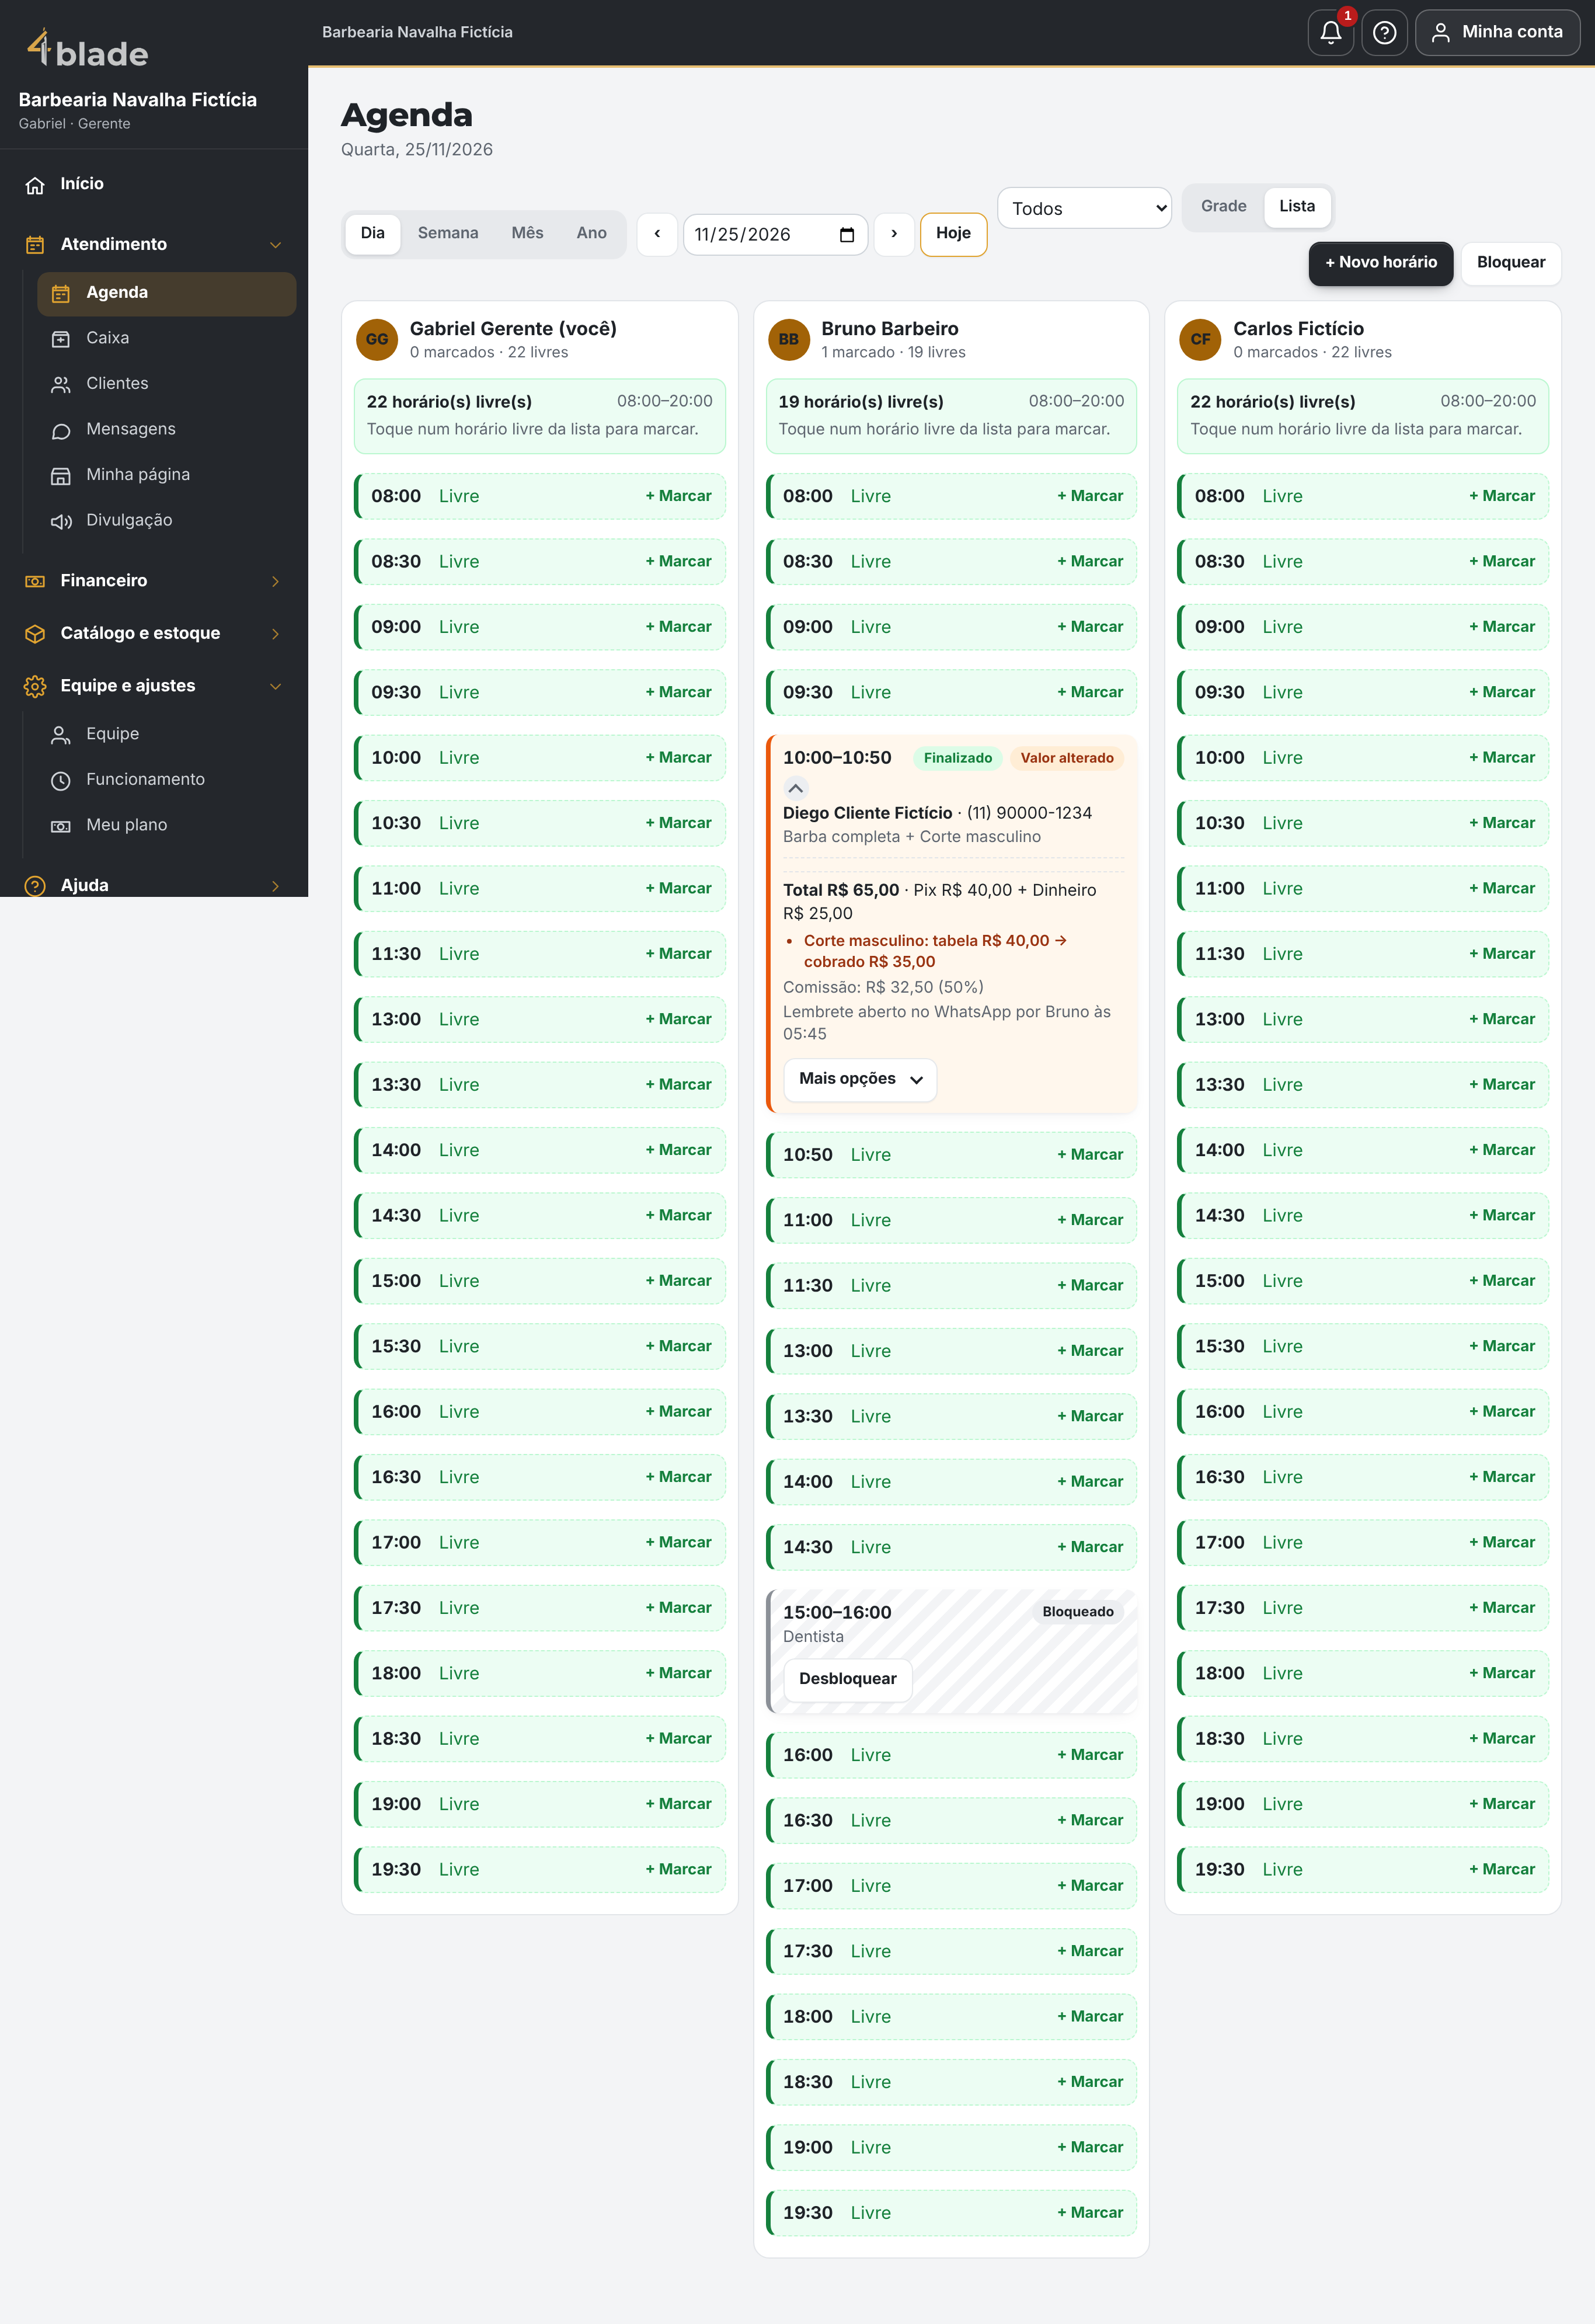 4blade
Barbearia Navalha Fictícia
Gabriel · Gerente
Início
Atendimento
Agenda
Caixa
Clientes
Mensagens
Minha página
Divulgação
Financeiro
Catálogo e estoque
Equipe e ajustes
Equipe
Funcionamento
Meu plano
Ajuda
Barbearia Navalha Fictícia
1
Minha conta
Agenda
Quarta, 25/11/2026
Dia Semana Mês Ano
‹ 11/25/2026 › Hoje
Todos
Grade Lista
+ Novo horário Bloquear
GG
Gabriel Gerente (você)
0 marcados · 22 livres
22 horário(s) livre(s) 08:00–20:00
Toque num horário livre da lista para marcar.
08:00 Livre + Marcar
08:30 Livre + Marcar
09:00 Livre + Marcar
09:30 Livre + Marcar
10:00 Livre + Marcar
10:30 Livre + Marcar
11:00 Livre + Marcar
11:30 Livre + Marcar
13:00 Livre + Marcar
13:30 Livre + Marcar
14:00 Livre + Marcar
14:30 Livre + Marcar
15:00 Livre + Marcar
15:30 Livre + Marcar
16:00 Livre + Marcar
16:30 Livre + Marcar
17:00 Livre + Marcar
17:30 Livre + Marcar
18:00 Livre + Marcar
18:30 Livre + Marcar
19:00 Livre + Marcar
19:30 Livre + Marcar
BB
Bruno Barbeiro
1 marcado · 19 livres
19 horário(s) livre(s) 08:00–20:00
Toque num horário livre da lista para marcar.
08:00 Livre + Marcar
08:30 Livre + Marcar
09:00 Livre + Marcar
09:30 Livre + Marcar
10:00–10:50 Finalizado Valor alterado
Diego Cliente Fictício · (11) 90000-1234
Barba completa + Corte masculino
Total R$ 65,00 · Pix R$ 40,00 + Dinheiro
R$ 25,00
• Corte masculino: tabela R$ 40,00 →
cobrado R$ 35,00
Comissão: R$ 32,50 (50%)
Lembrete aberto no WhatsApp por Bruno às
05:45
Mais opções
10:50 Livre + Marcar
11:00 Livre + Marcar
11:30 Livre + Marcar
13:00 Livre + Marcar
13:30 Livre + Marcar
14:00 Livre + Marcar
14:30 Livre + Marcar
15:00–16:00 Bloqueado
Dentista
Desbloquear
16:00 Livre + Marcar
16:30 Livre + Marcar
17:00 Livre + Marcar
17:30 Livre + Marcar
18:00 Livre + Marcar
18:30 Livre + Marcar
19:00 Livre + Marcar
19:30 Livre + Marcar
CF
Carlos Fictício
0 marcados · 22 livres
22 horário(s) livre(s) 08:00–20:00
Toque num horário livre da lista para marcar.
08:00 Livre + Marcar
08:30 Livre + Marcar
09:00 Livre + Marcar
09:30 Livre + Marcar
10:00 Livre + Marcar
10:30 Livre + Marcar
11:00 Livre + Marcar
11:30 Livre + Marcar
13:00 Livre + Marcar
13:30 Livre + Marcar
14:00 Livre + Marcar
14:30 Livre + Marcar
15:00 Livre + Marcar
15:30 Livre + Marcar
16:00 Livre + Marcar
16:30 Livre + Marcar
17:00 Livre + Marcar
17:30 Livre + Marcar
18:00 Livre + Marcar
18:30 Livre + Marcar
19:00 Livre + Marcar
19:30 Livre + Marcar